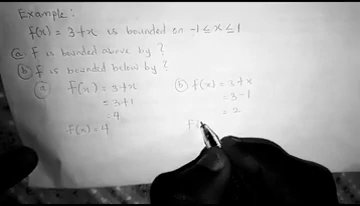 Example:
f(x) = 3+x is bounded on -1≤x≤1
ⓐ f is bounded above by ?
ⓑ f is bounded below by ?
ⓐ f(x) = 3+x
= 3+1
= 4
f(x) = 4
ⓑ f(x) = 3+x
= 3-1
= 2
f(